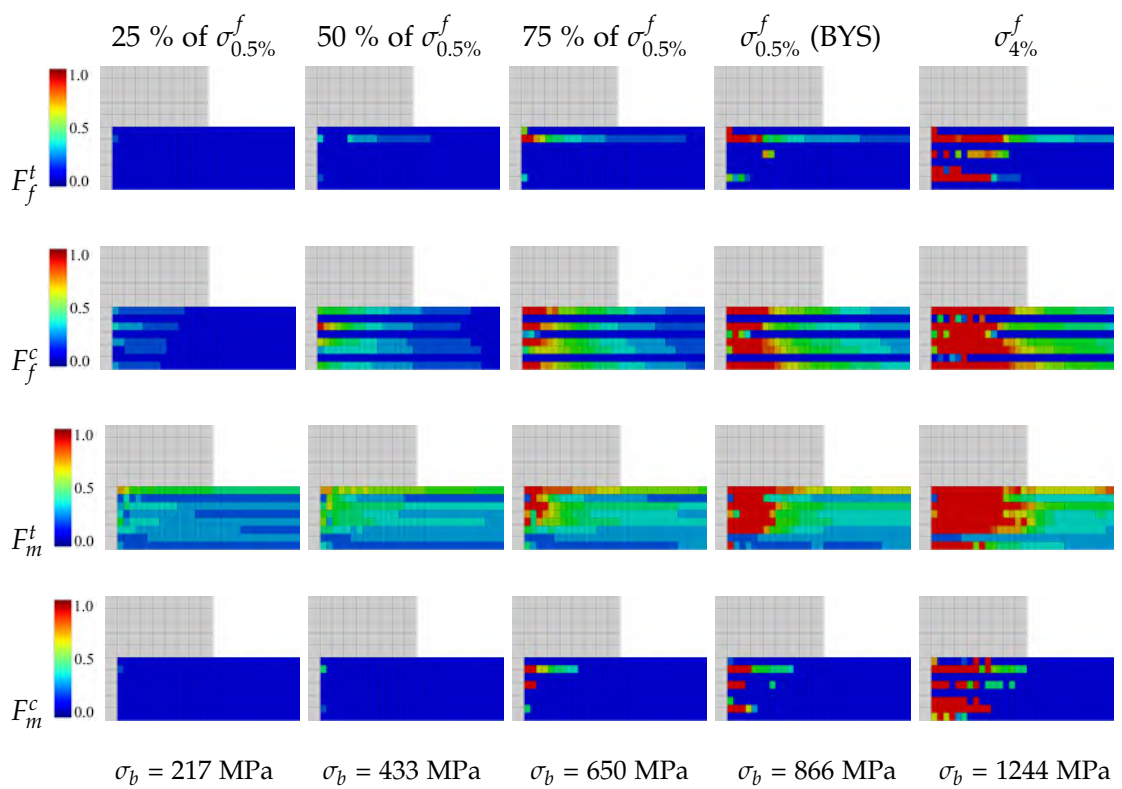 25 % of σ^f_0.5% 50 % of σ^f_0.5% 75 % of σ^f_0.5% σ^f_0.5% (BYS) σ^f_4%
1.0
0.5
0.0
F^t_f
1.0
0.5
0.0
F^c_f
1.0
0.5
0.0
F^t_m
1.0
0.5
0.0
F^c_m
σ_b = 217 MPa σ_b = 433 MPa σ_b = 650 MPa σ_b = 866 MPa σ_b = 1244 MPa